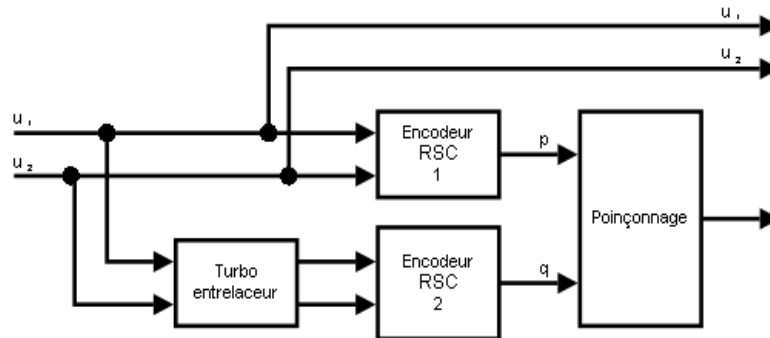 u₁
u₂
u₁
u₂
Encodeur
RSC
1
p
Poinçonnage
Turbo
entrelaceur
Encodeur
RSC
2
q